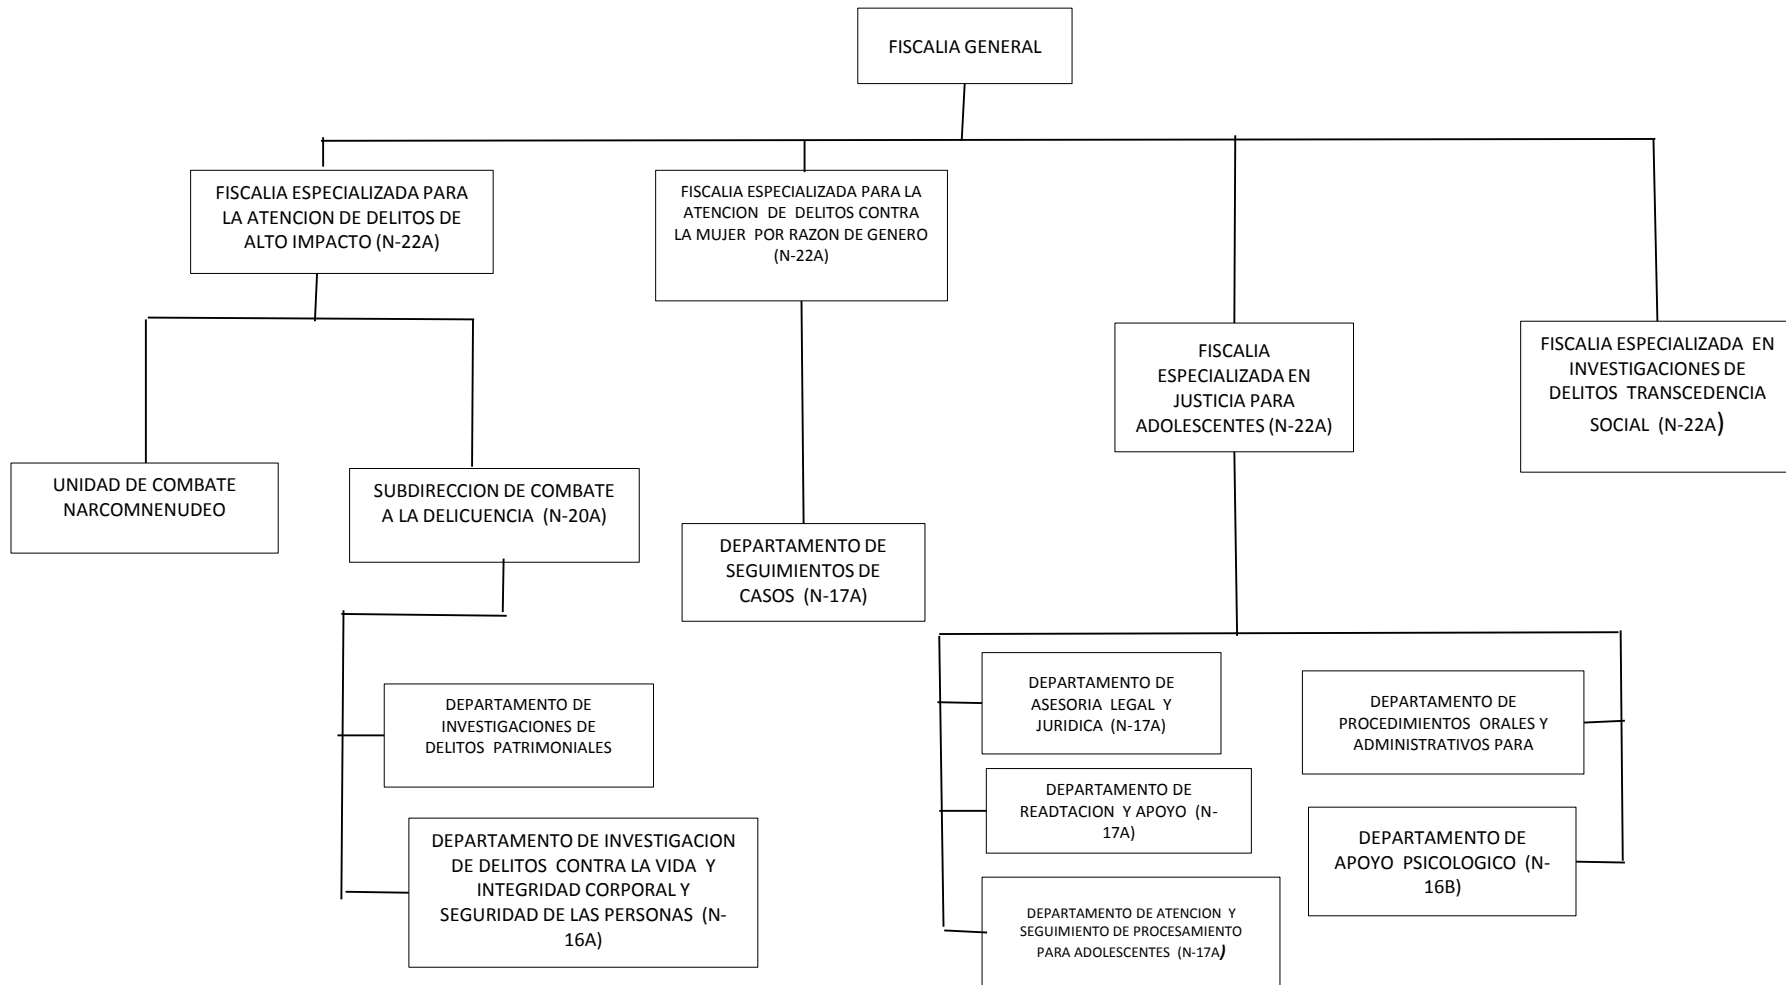 FISCALIA GENERAL
FISCALIA ESPECIALIZADA PARA
LA ATENCION DE DELITOS DE
ALTO IMPACTO (N-22A)
FISCALIA ESPECIALIZADA PARA LA
ATENCION DE DELITOS CONTRA
LA MUJER POR RAZON DE GENERO
(N-22A)
FISCALIA
ESPECIALIZADA EN
JUSTICIA PARA
ADOLESCENTES (N-22A)
FISCALIA ESPECIALIZADA EN
INVESTIGACIONES DE
DELITOS TRANSCEDENCIA
SOCIAL (N-22A)
UNIDAD DE COMBATE
NARCOMNENUDEO
SUBDIRECCION DE COMBATE
A LA DELICUENCIA (N-20A)
DEPARTAMENTO DE
SEGUIMIENTOS DE
CASOS (N-17A)
DEPARTAMENTO DE
INVESTIGACIONES DE
DELITOS PATRIMONIALES
DEPARTAMENTO DE INVESTIGACION
DE DELITOS CONTRA LA VIDA Y
INTEGRIDAD CORPORAL Y
SEGURIDAD DE LAS PERSONAS (N-
16A)
DEPARTAMENTO DE
ASESORIA LEGAL Y
JURIDICA (N-17A)
DEPARTAMENTO DE
READTACION Y APOYO (N-
17A)
DEPARTAMENTO DE ATENCION Y
SEGUIMIENTO DE PROCESAMIENTO
PARA ADOLESCENTES (N-17A)
DEPARTAMENTO DE
PROCEDIMIENTOS ORALES Y
ADMINISTRATIVOS PARA
DEPARTAMENTO DE
APOYO PSICOLOGICO (N-
16B)